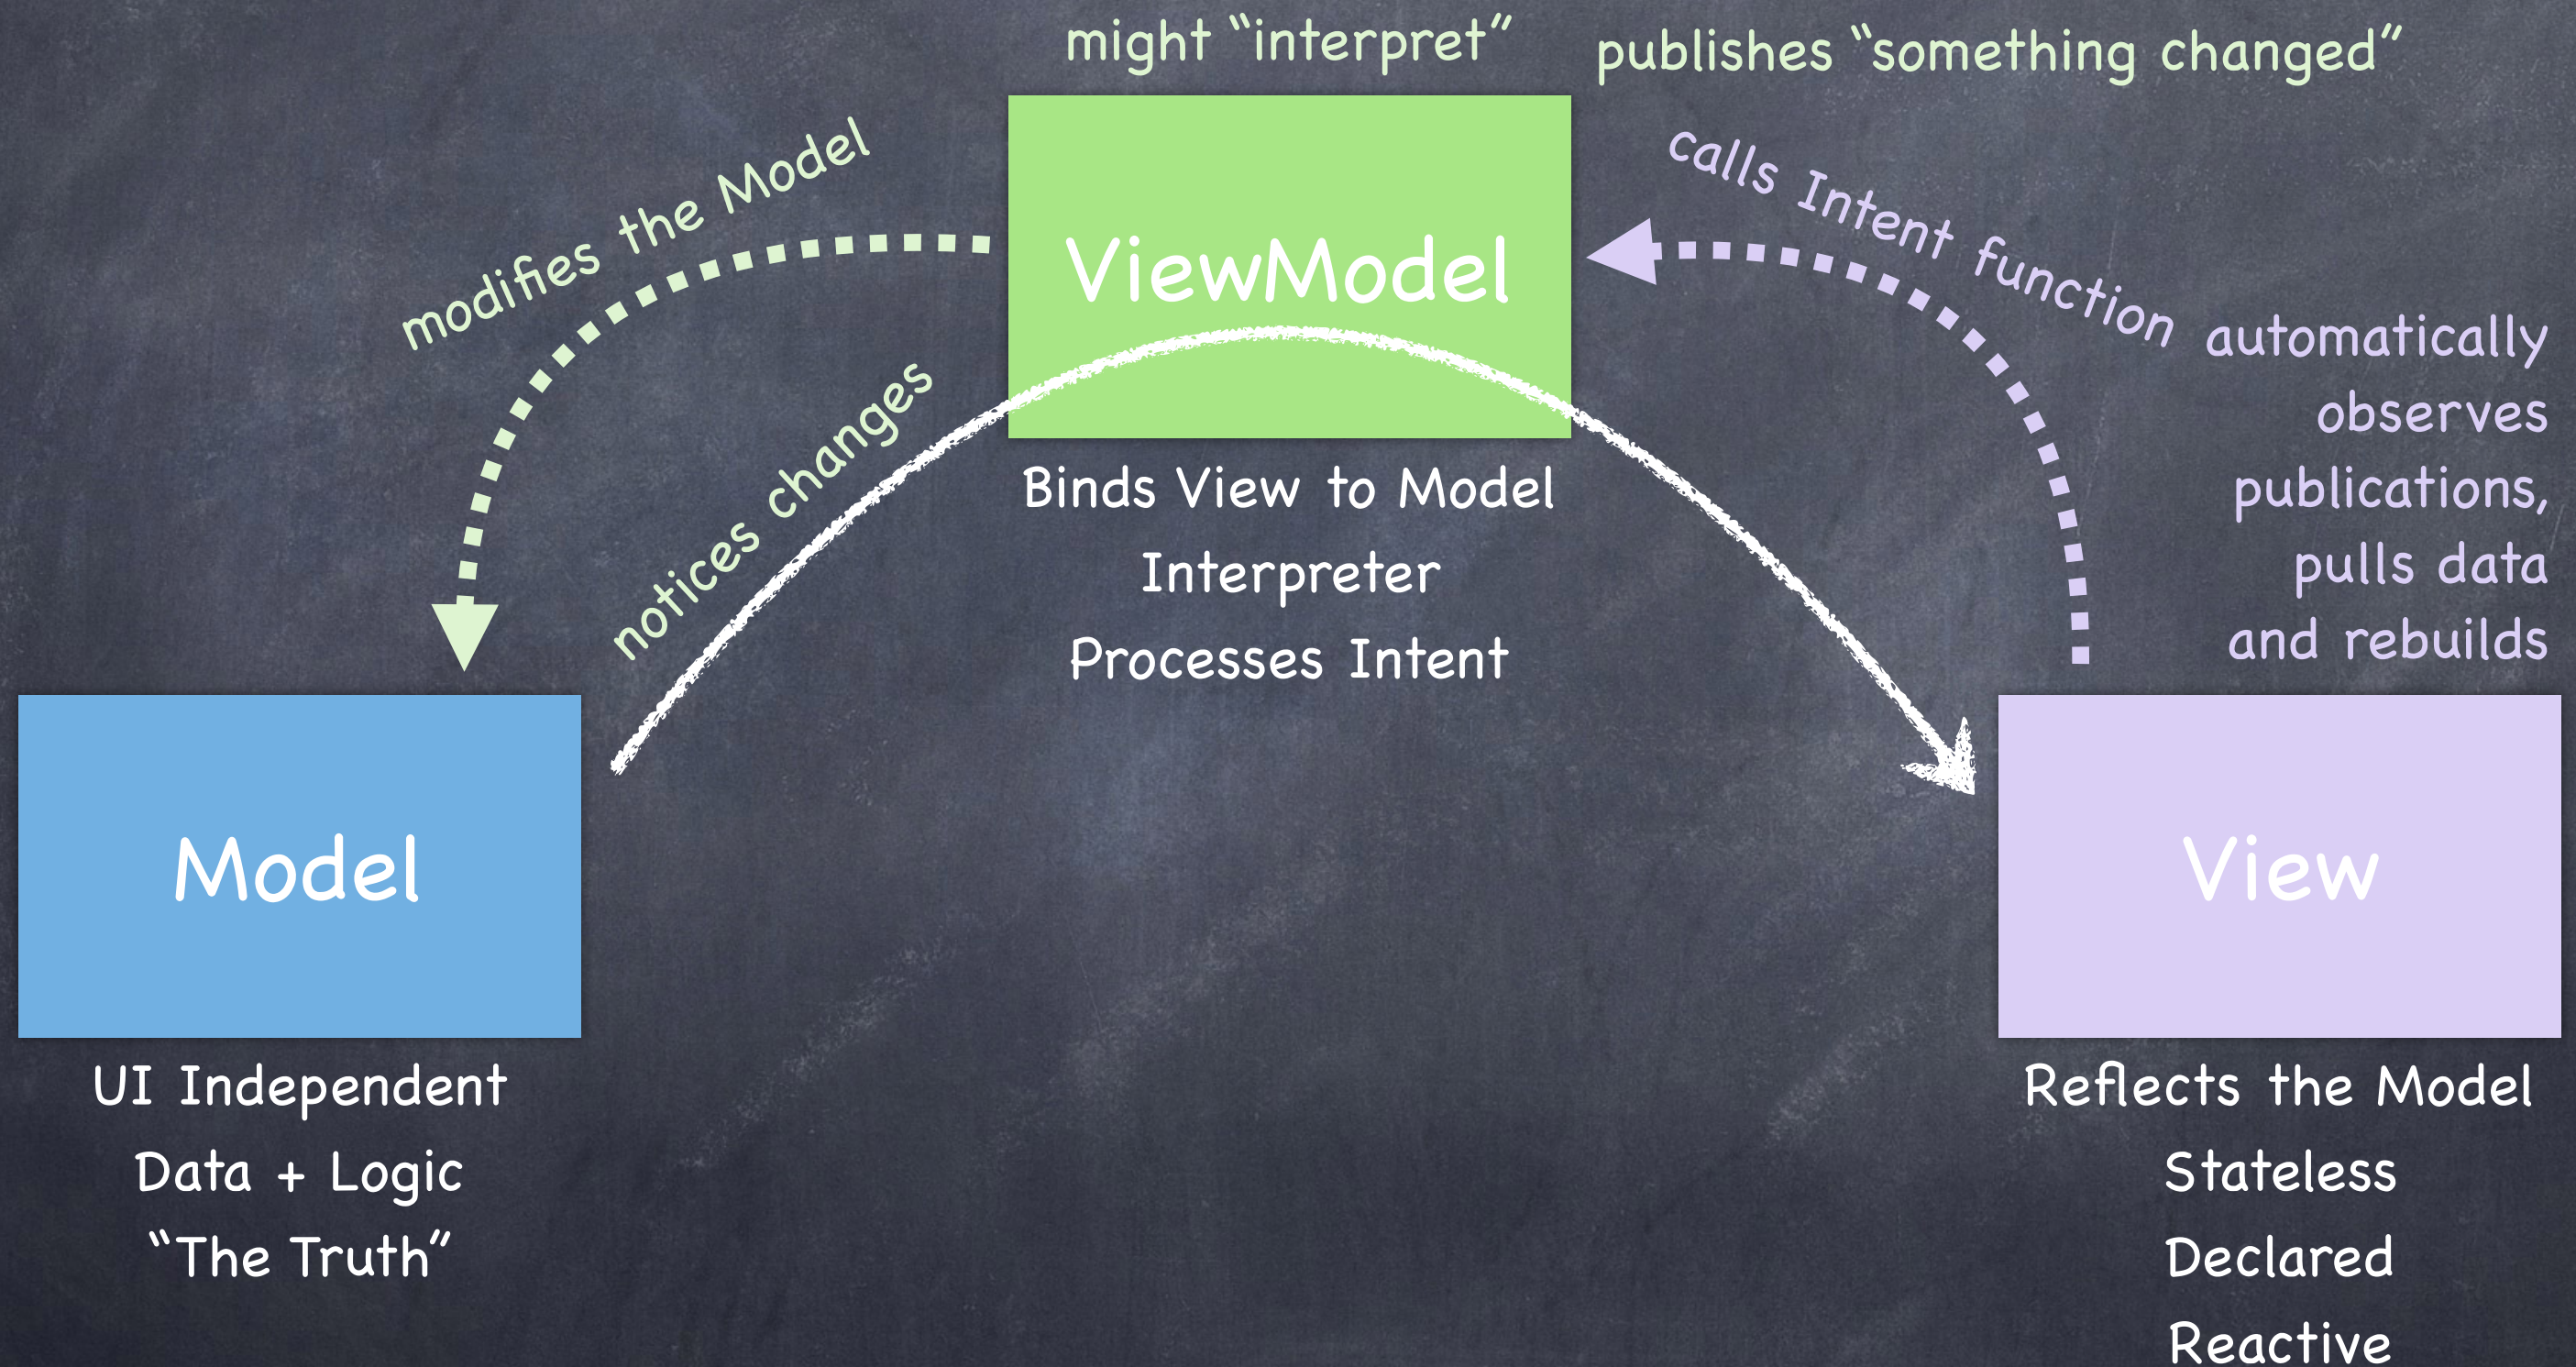 might “interpret”
publishes “something changed”
modifies the Model
ViewModel
calls Intent function
notices changes
automatically
observes
publications,
pulls data
and rebuilds
Binds View to Model
Interpreter
Processes Intent
Model
View
UI Independent
Data + Logic
“The Truth”
Reflects the Model
Stateless
Declared
Reactive